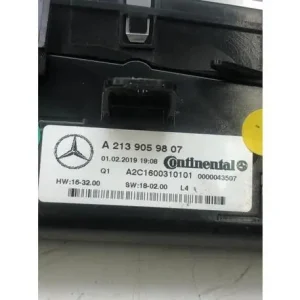 A 213 905 98 07
01.02.2019 19:08 Continental
Q1 A2C1600310101 0000043507
HW:16-32.00 SW:18-02.00 L4